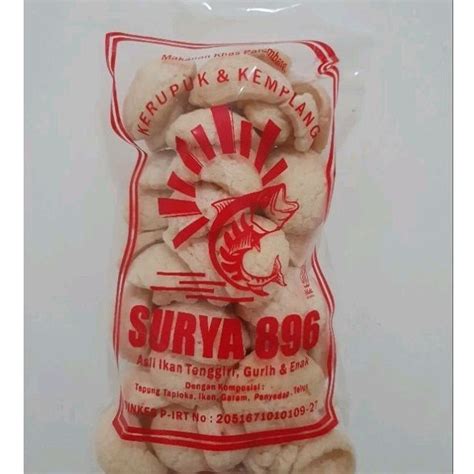 Makanan Khas Palembang
KERUPUK & KEMPLANG
SURYA 896
Asli Ikan Tenggiri, Gurih & Enak
Dengan Komposisi :
Tepung Tapioka, Ikan, Garam, Penyedap, Telur
P-IRT No : 2051671010109-2